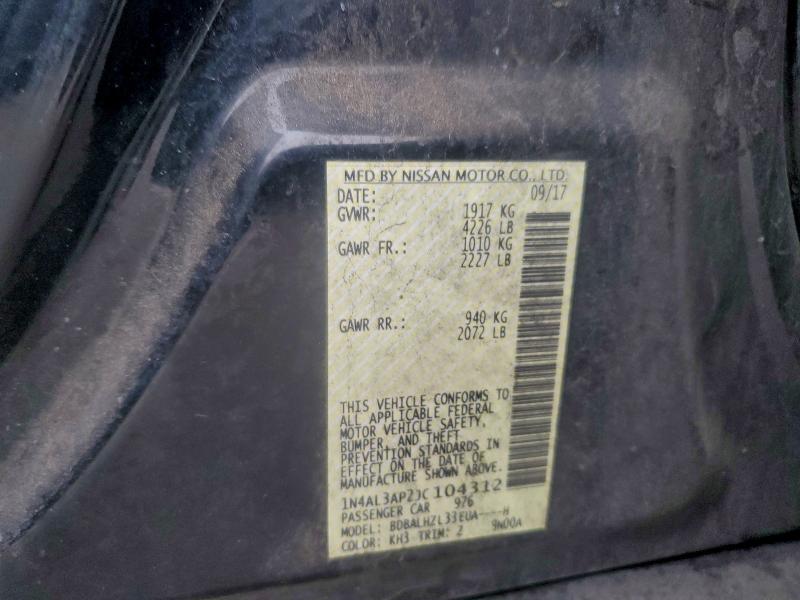 MFD BY NISSAN MOTOR CO., LTD.
DATE: 09/17
GVWR: 1917 KG
4226 LB
GAWR FR.: 1010 KG
2227 LB
GAWR RR.: 940 KG
2072 LB
THIS VEHICLE CONFORMS TO
ALL APPLICABLE FEDERAL
MOTOR VEHICLE SAFETY,
BUMPER, AND THEFT
PREVENTION STANDARDS IN
EFFECT ON THE DATE OF
MANUFACTURE SHOWN ABOVE.
1N4AL3AP2JC104312
PASSENGER CAR 976
MODEL: BDBALHZL33EUA----H
COLOR: KH3 TRIM: 2 9N00A